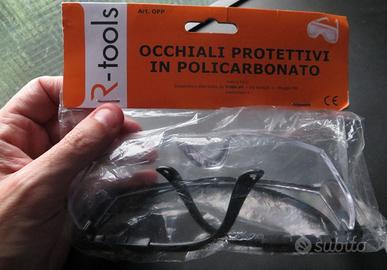 Art. OPP
R-tools
OCCHIALI PROTETTIVI
IN POLICARBONATO
CE
subito